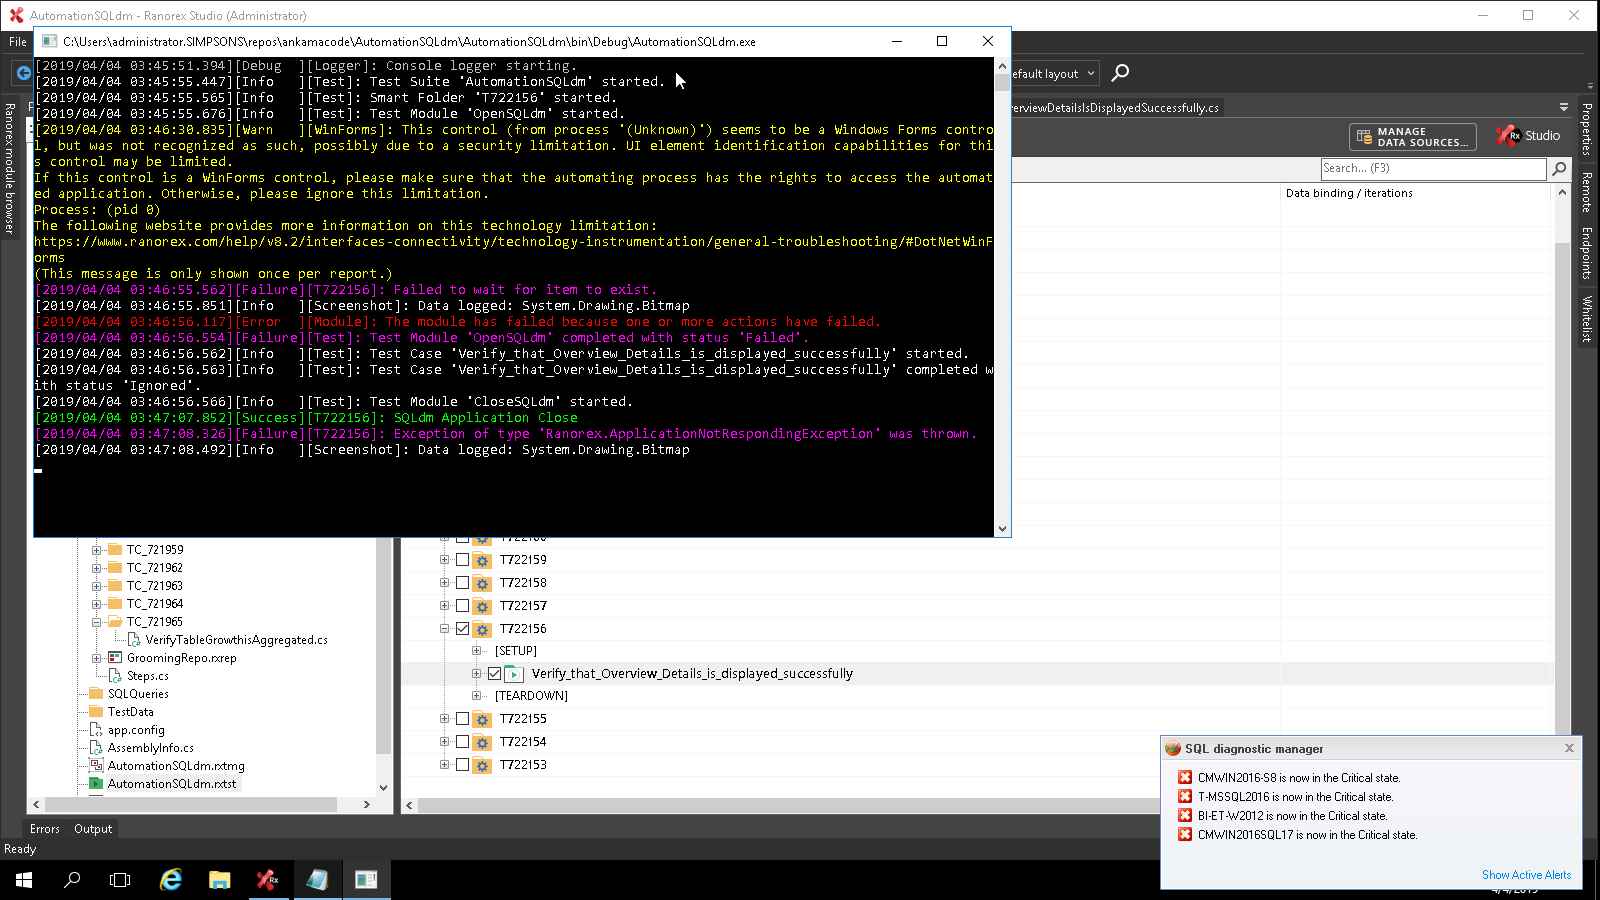 AutomationSQLdm - Ranorex Studio (Administrator)
File
C:\Users\administrator.SIMPSONS\repos\ankamacode\AutomationSQLdm\AutomationSQLdm\bin\Debug\AutomationSQLdm.exe
[2019/04/04 03:45:51.394][Debug  ][Logger]: Console logger starting.
[2019/04/04 03:45:55.447][Info   ][Test]: Test Suite 'AutomationSQLdm' started.
[2019/04/04 03:45:55.565][Info   ][Test]: Smart Folder 'T722156' started.
[2019/04/04 03:45:55.676][Info   ][Test]: Test Module 'OpenSQLdm' started.
[2019/04/04 03:46:30.835][Warn   ][WinForms]: This control (from process '(Unknown)') seems to be a Windows Forms contro
l, but was not recognized as such, possibly due to a security limitation. UI element identification capabilities for thi
s control may be limited.
If this control is a WinForms control, please make sure that the automating process has the rights to access the automat
ed application. Otherwise, please ignore this limitation.
Process: (pid 0)
The following website provides more information on this technology limitation:
https://www.ranorex.com/help/v8.2/interfaces-connectivity/technology-instrumentation/general-troubleshooting/#DotNetWinF
orms
(This message is only shown once per report.)
[2019/04/04 03:46:55.562][Failure][T722156]: Failed to wait for item to exist.
[2019/04/04 03:46:55.851][Info   ][Screenshot]: Data logged: System.Drawing.Bitmap
[2019/04/04 03:46:56.117][Error  ][Module]: The module has failed because one or more actions have failed.
[2019/04/04 03:46:56.554][Failure][Test]: Test Module 'OpenSQLdm' completed with status 'Failed'.
[2019/04/04 03:46:56.562][Info   ][Test]: Test Case 'Verify_that_Overview_Details_is_displayed_successfully' started.
[2019/04/04 03:46:56.563][Info   ][Test]: Test Case 'Verify_that_Overview_Details_is_displayed_successfully' completed w
ith status 'Ignored'.
[2019/04/04 03:46:56.566][Info   ][Test]: Test Module 'CloseSQLdm' started.
[2019/04/04 03:47:07.852][Success][T722156]: SQLdm Application Close
[2019/04/04 03:47:08.326][Failure][T722156]: Exception of type 'Ranorex.ApplicationNotRespondingException' was thrown.
[2019/04/04 03:47:08.492][Info   ][Screenshot]: Data logged: System.Drawing.Bitmap
efault layout
erviewDetailsIsDisplayedSuccessfully.cs
MANAGE
DATA SOURCES...
Rx Studio
Search... (F3)
Data binding / iterations
Ranorex module browser
Properties
Remote Endpoints
Whitelist
TC_721959
TC_721962
TC_721963
TC_721964
TC_721965
VerifyTableGrowthisAggregated.cs
GroomingRepo.rxrep
Steps.cs
SQLQueries
TestData
app.config
AssemblyInfo.cs
AutomationSQLdm.rxtmg
AutomationSQLdm.rxtst
T722159
T722158
T722157
T722156
[SETUP]
Verify_that_Overview_Details_is_displayed_successfully
[TEARDOWN]
T722155
T722154
T722153
Errors Output
Ready
SQL diagnostic manager
CMWIN2016-S8 is now in the Critical state.
T-MSSQL2016 is now in the Critical state.
BI-ET-W2012 is now in the Critical state.
CMWIN2016SQL17 is now in the Critical state.
Show Active Alerts